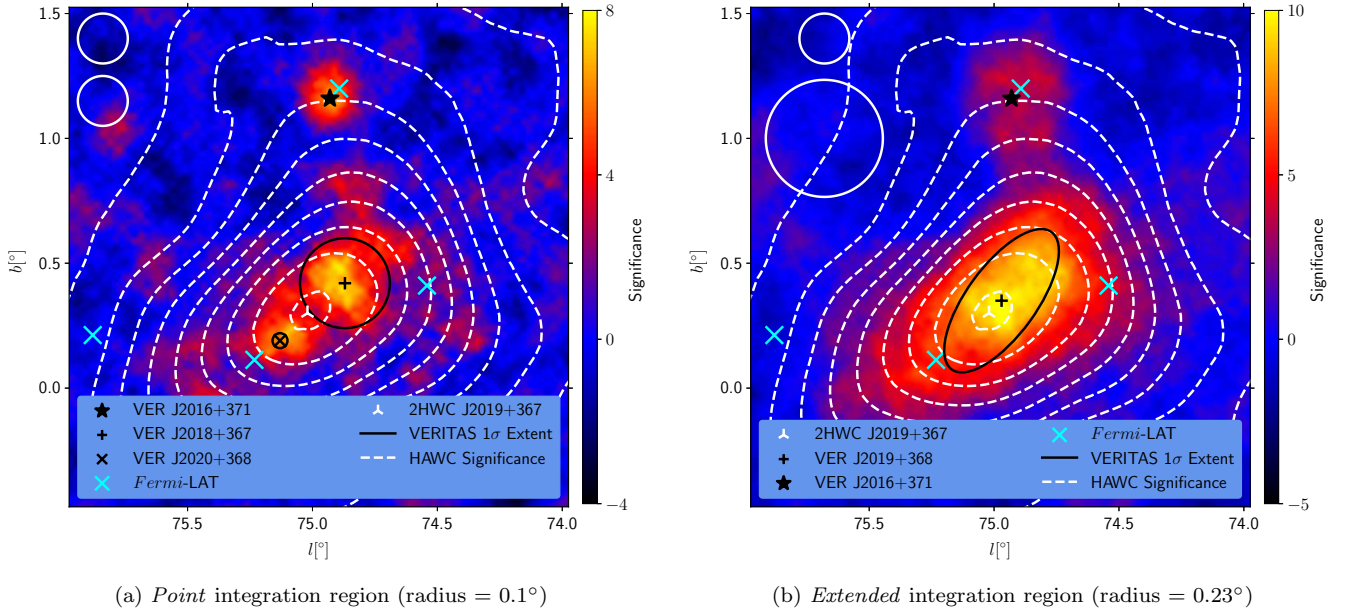 1.5
1.0
0.5
0.0
b[°]
75.5
75.0
74.5
74.0
l[°]
8
4
0
−4
Significance
VER J2016+371
VER J2018+367
VER J2020+368
Fermi-LAT
2HWC J2019+367
VERITAS 1σ Extent
HAWC Significance
(a) Point integration region (radius = 0.1°)
1.5
1.0
0.5
0.0
b[°]
75.5
75.0
74.5
74.0
l[°]
10
5
0
−5
Significance
2HWC J2019+367
VER J2019+368
VER J2016+371
Fermi-LAT
VERITAS 1σ Extent
HAWC Significance
(b) Extended integration region (radius = 0.23°)